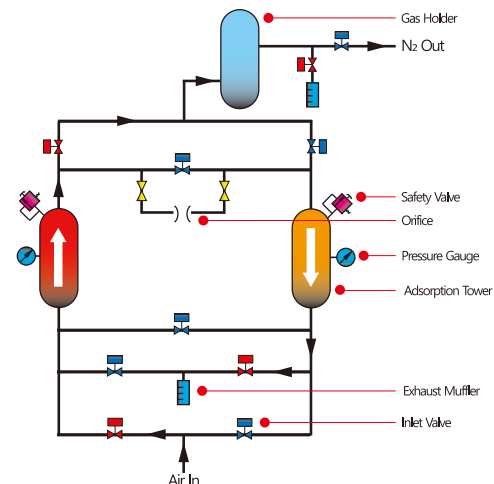 Gas Holder
N2 Out
Safety Valve
Orifice
Pressure Gauge
Adsorption Tower
Exhaust Muffler
Inlet Valve
Air In